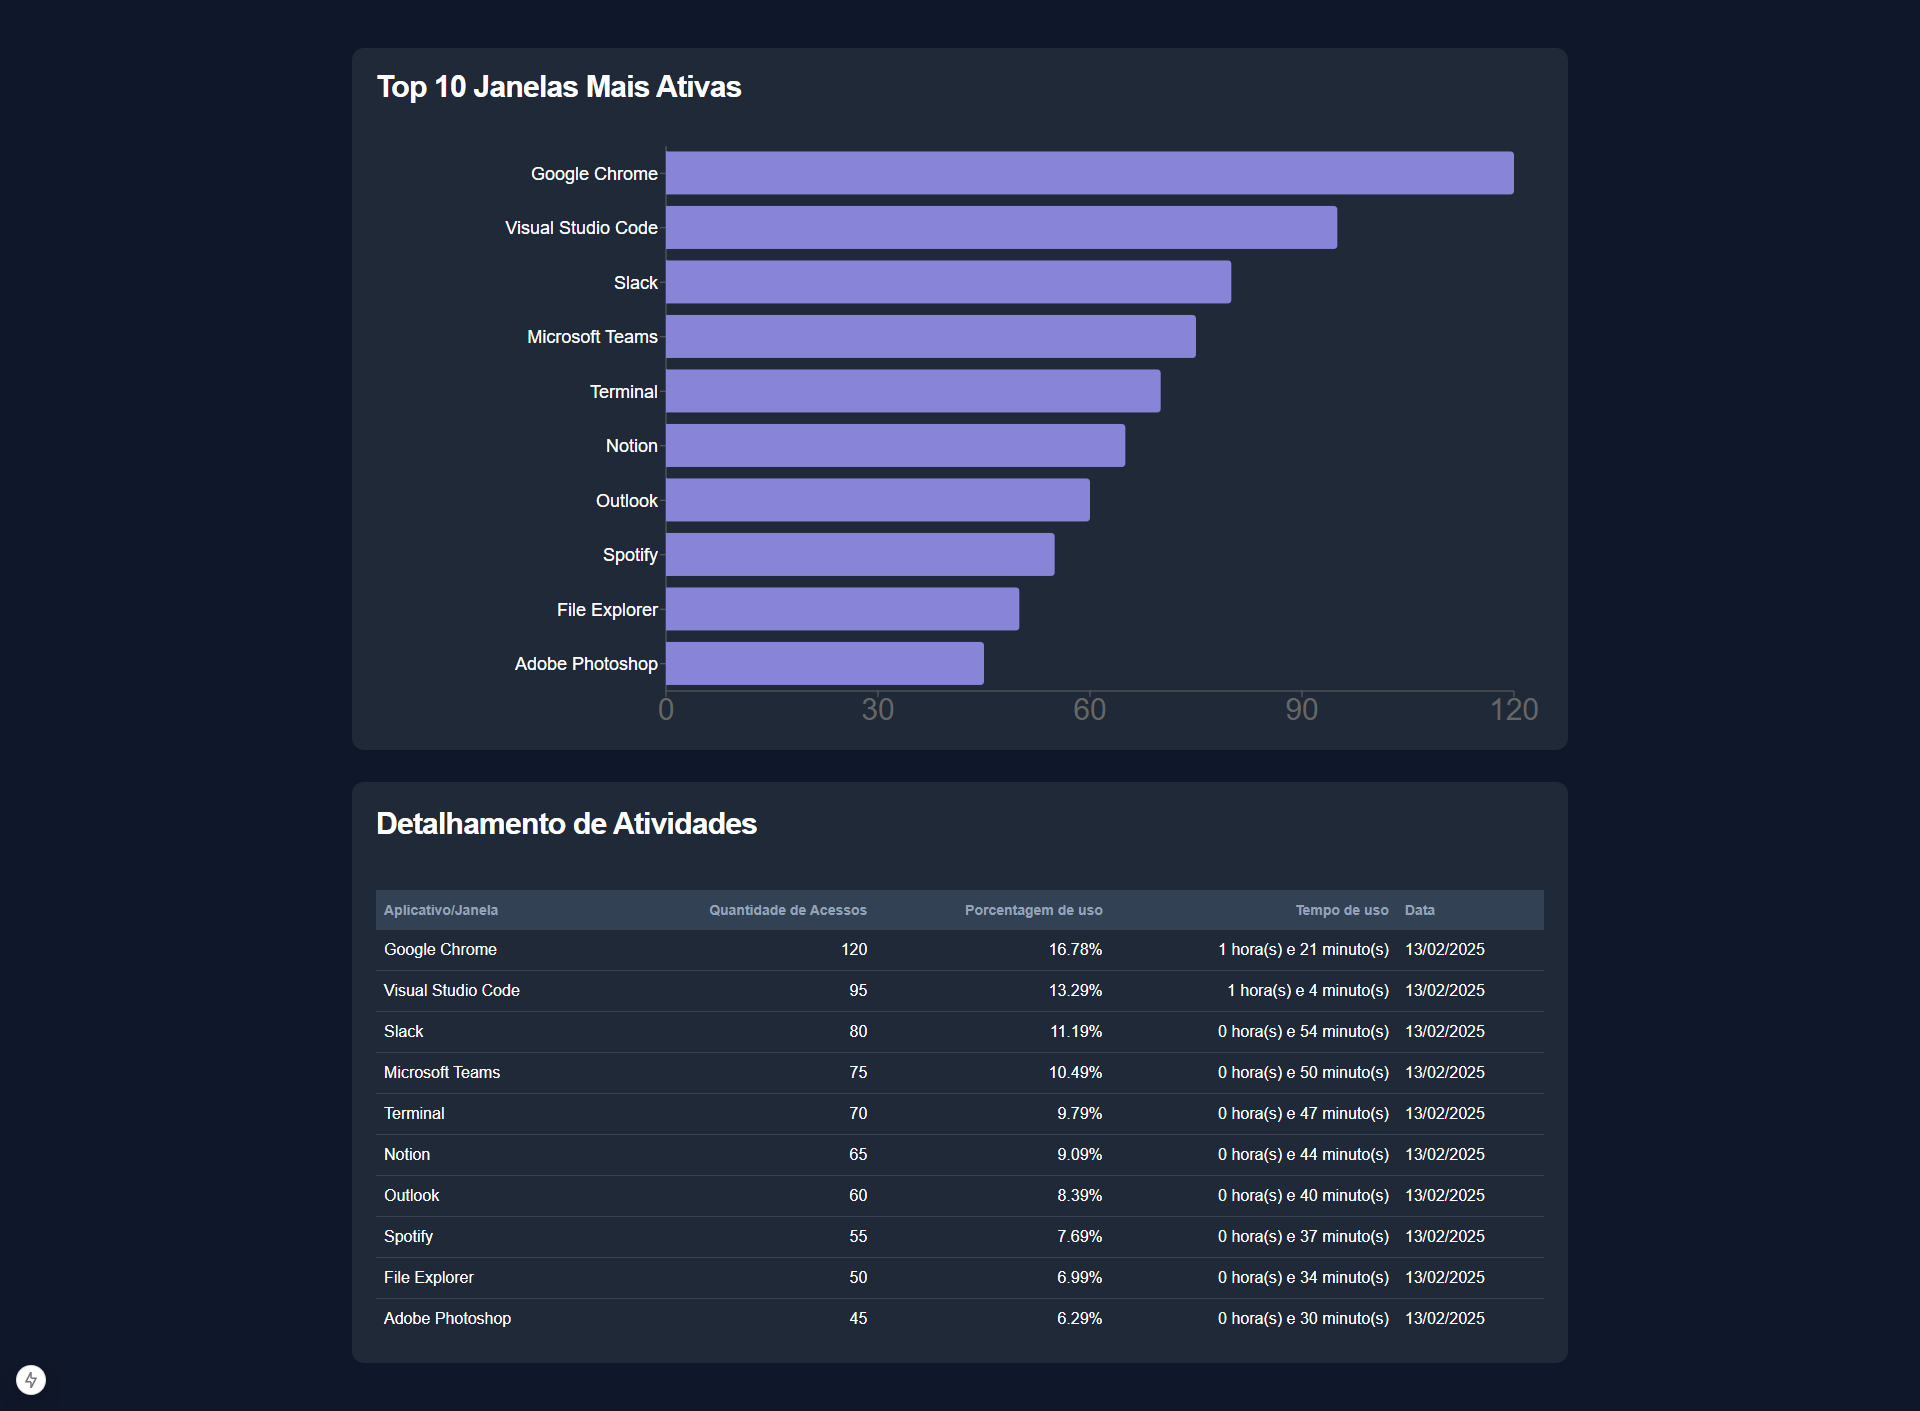 Top 10 Janelas Mais Ativas
Google Chrome
Visual Studio Code
Slack
Microsoft Teams
Terminal
Notion
Outlook
Spotify
File Explorer
Adobe Photoshop
0 30 60 90 120
Detalhamento de Atividades
Aplicativo/Janela Quantidade de Acessos Porcentagem de uso Tempo de uso Data
Google Chrome 120 16.78% 1 hora(s) e 21 minuto(s) 13/02/2025
Visual Studio Code 95 13.29% 1 hora(s) e 4 minuto(s) 13/02/2025
Slack 80 11.19% 0 hora(s) e 54 minuto(s) 13/02/2025
Microsoft Teams 75 10.49% 0 hora(s) e 50 minuto(s) 13/02/2025
Terminal 70 9.79% 0 hora(s) e 47 minuto(s) 13/02/2025
Notion 65 9.09% 0 hora(s) e 44 minuto(s) 13/02/2025
Outlook 60 8.39% 0 hora(s) e 40 minuto(s) 13/02/2025
Spotify 55 7.69% 0 hora(s) e 37 minuto(s) 13/02/2025
File Explorer 50 6.99% 0 hora(s) e 34 minuto(s) 13/02/2025
Adobe Photoshop 45 6.29% 0 hora(s) e 30 minuto(s) 13/02/2025